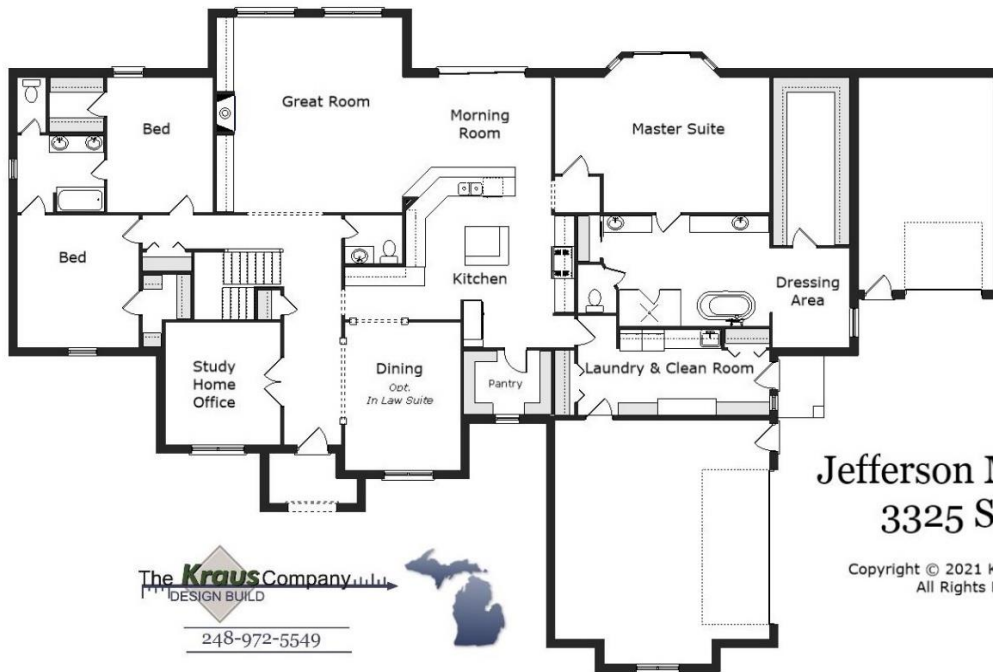 Great Room
Morning
Room
Master Suite
Bed
Bed
Kitchen
Dressing
Area
Study
Home
Office
Dining
Opt.
In Law Suite
Pantry
Laundry & Clean Room
Jefferson
3325 S
Copyright © 2021 K
All Rights
The Kraus Company
DESIGN BUILD
248-972-5549